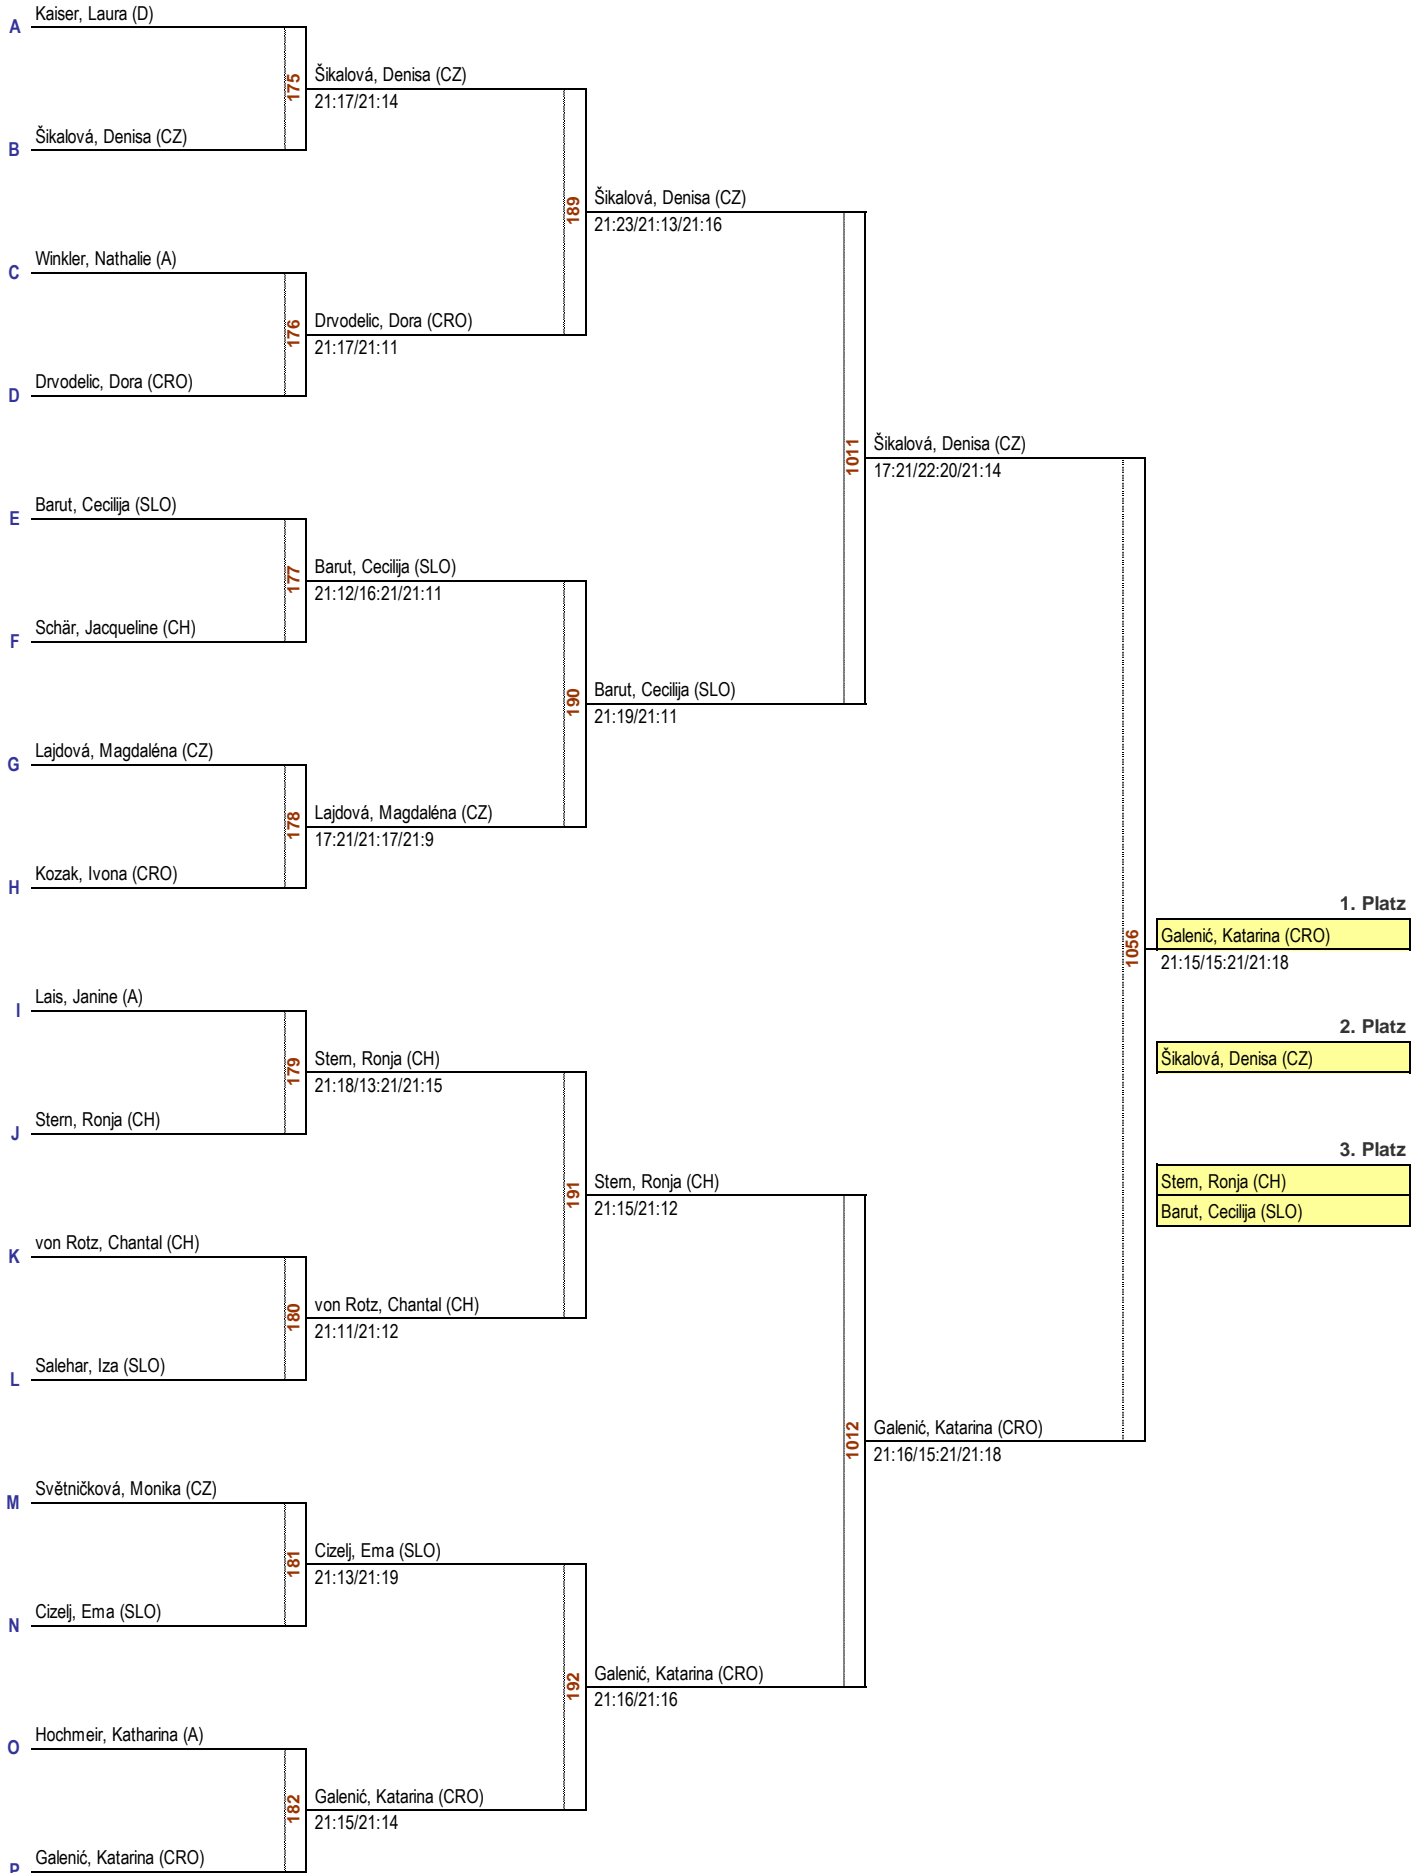 Kaiser, Laura (D)
A
175
Šikalová, Denisa (CZ)
21:17/21:14
Šikalová, Denisa (CZ)
B
189
Šikalová, Denisa (CZ)
21:23/21:13/21:16
Winkler, Nathalie (A)
C
176
Drvodelic, Dora (CRO)
21:17/21:11
Drvodelic, Dora (CRO)
D
1011
Šikalová, Denisa (CZ)
17:21/22:20/21:14
Barut, Cecilija (SLO)
E
177
Barut, Cecilija (SLO)
21:12/16:21/21:11
Schär, Jacqueline (CH)
F
190
Barut, Cecilija (SLO)
21:19/21:11
Lajdová, Magdaléna (CZ)
G
178
Lajdová, Magdaléna (CZ)
17:21/21:17/21:9
Kozak, Ivona (CRO)
H
1. Platz
1056
Galenić, Katarina (CRO)
21:15/15:21/21:18
Lais, Janine (A)
I
2. Platz
179
Stern, Ronja (CH)
21:18/13:21/21:15
Šikalová, Denisa (CZ)
Stern, Ronja (CH)
J
3. Platz
191
Stern, Ronja (CH)
21:15/21:12
Stern, Ronja (CH)
Barut, Cecilija (SLO)
von Rotz, Chantal (CH)
K
180
von Rotz, Chantal (CH)
21:11/21:12
Salehar, Iza (SLO)
L
1012
Galenić, Katarina (CRO)
21:16/15:21/21:18
Světničková, Monika (CZ)
M
181
Cizelj, Ema (SLO)
21:13/21:19
Cizelj, Ema (SLO)
N
192
Galenić, Katarina (CRO)
21:16/21:16
Hochmeir, Katharina (A)
O
182
Galenić, Katarina (CRO)
21:15/21:14
Galenić, Katarina (CRO)
P